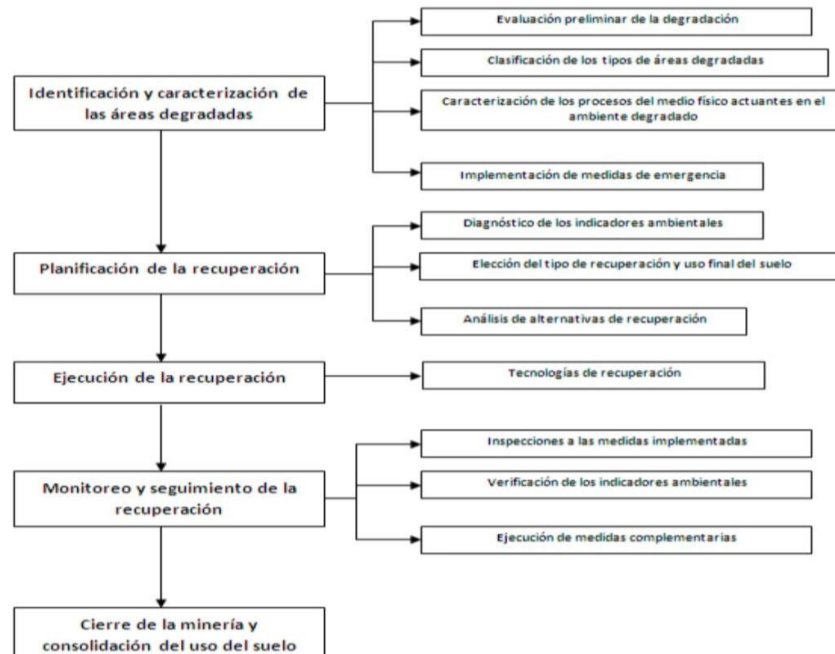 Evaluación preliminar de la degradación
Clasificación de los tipos de áreas degradadas
Identificación y caracterización de
las áreas degradadas
Caracterización de los procesos del medio físico actuantes en el
ambiente degradado
Implementación de medidas de emergencia
Diagnóstico de los indicadores ambientales
Planificación de la recuperación
Elección del tipo de recuperación y uso final del suelo
Análisis de alternativas de recuperación
Ejecución de la recuperación
Tecnologías de recuperación
Inspecciones a las medidas implementadas
Monitoreo y seguimiento de la
recuperación
Verificación de los indicadores ambientales
Ejecución de medidas complementarias
Cierre de la minería y
consolidación del uso del suelo